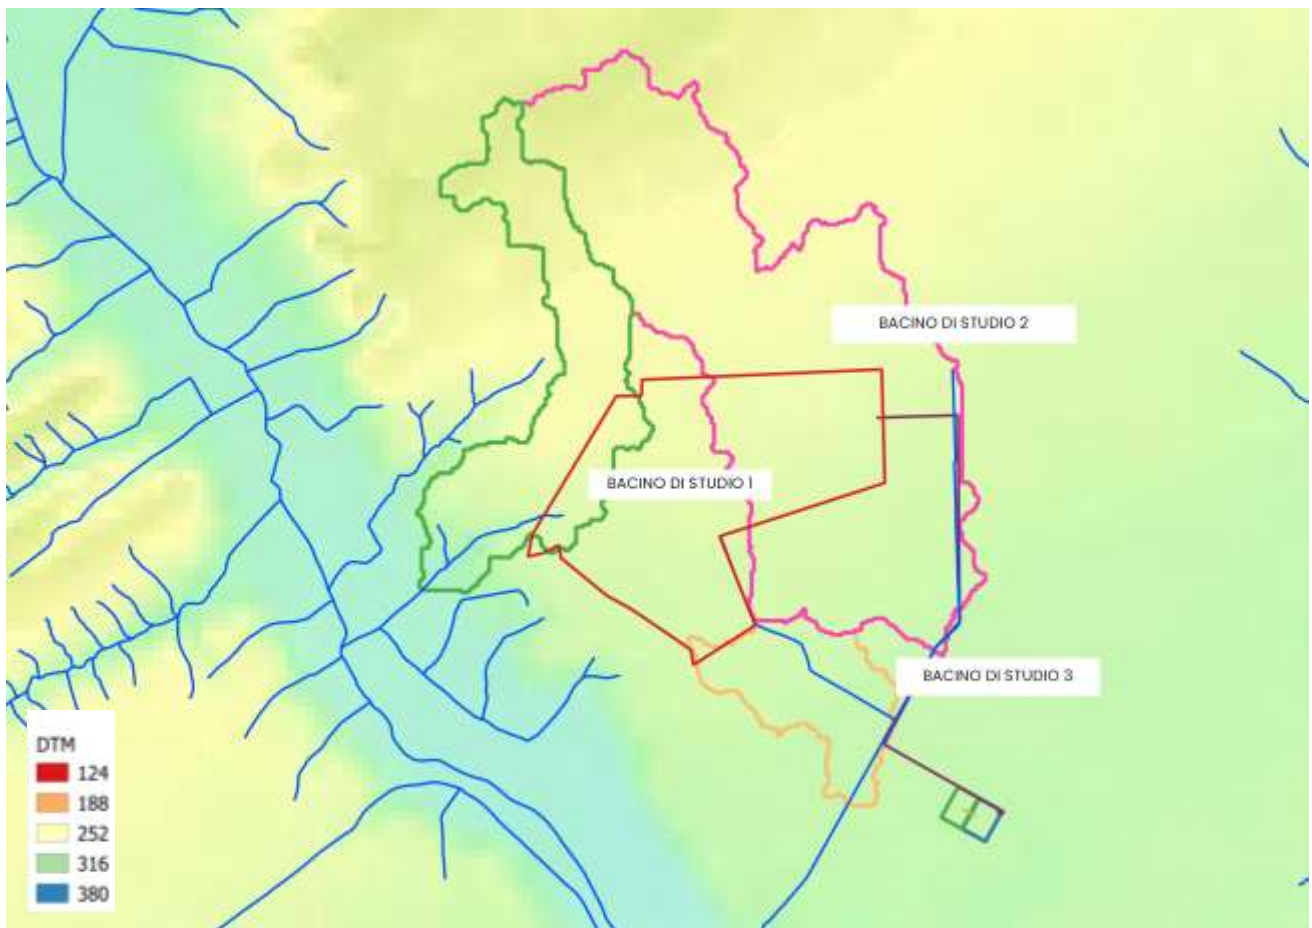 BACINO DI STUDIO 2
BACINO DI STUDIO 1
BACINO DI STUDIO 3
DTM
124
188
252
316
380